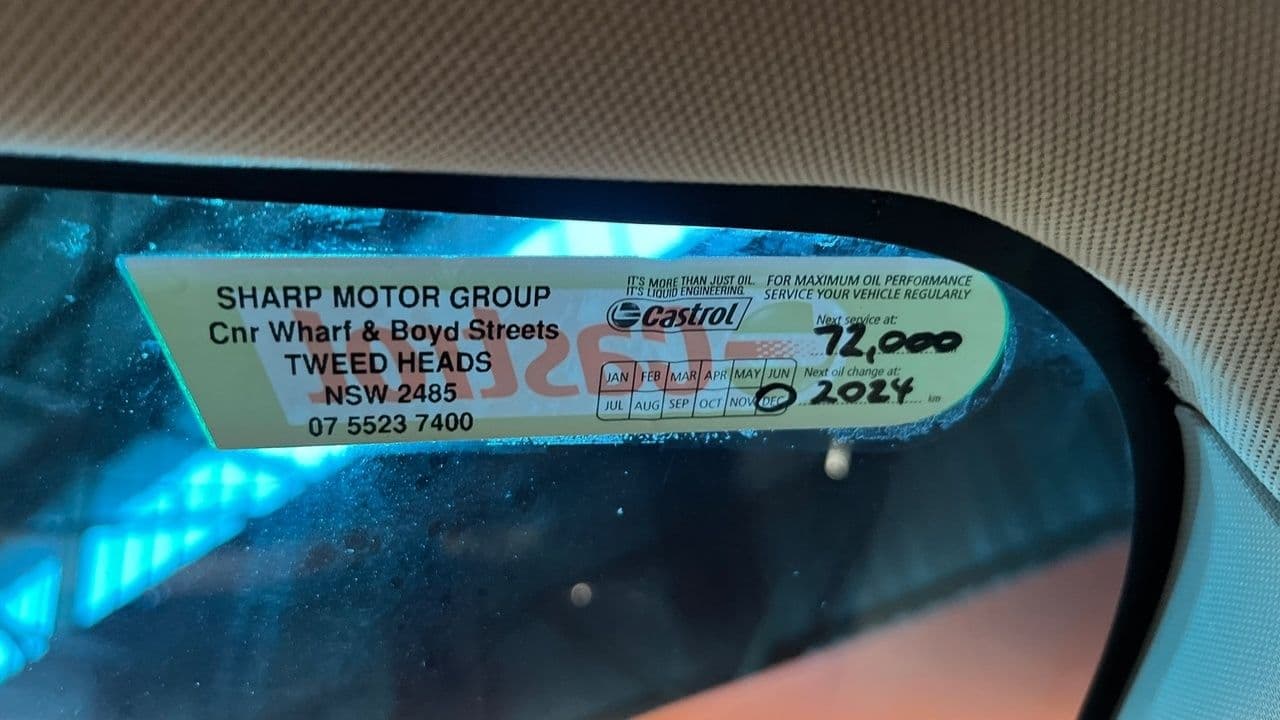 SHARP MOTOR GROUP
Cnr Wharf & Boyd Streets
TWEED HEADS
NSW 2485
07 5523 7400
IT'S MORE THAN JUST OIL.
IT'S LIQUID ENGINEERING.
Castrol
FOR MAXIMUM OIL PERFORMANCE
SERVICE YOUR VEHICLE REGULARLY
Next service at:
72,000
JAN FEB MAR APR MAY JUN
JUL AUG SEP OCT NOV DEC
Next oil change at:
2024 km
Castrol